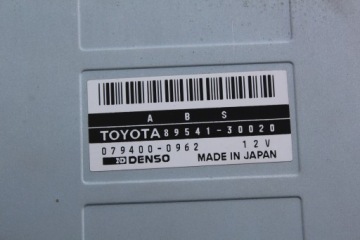 A B S
TOYOTA 89541-30020
079400-0962 12V
DENSO MADE IN JAPAN